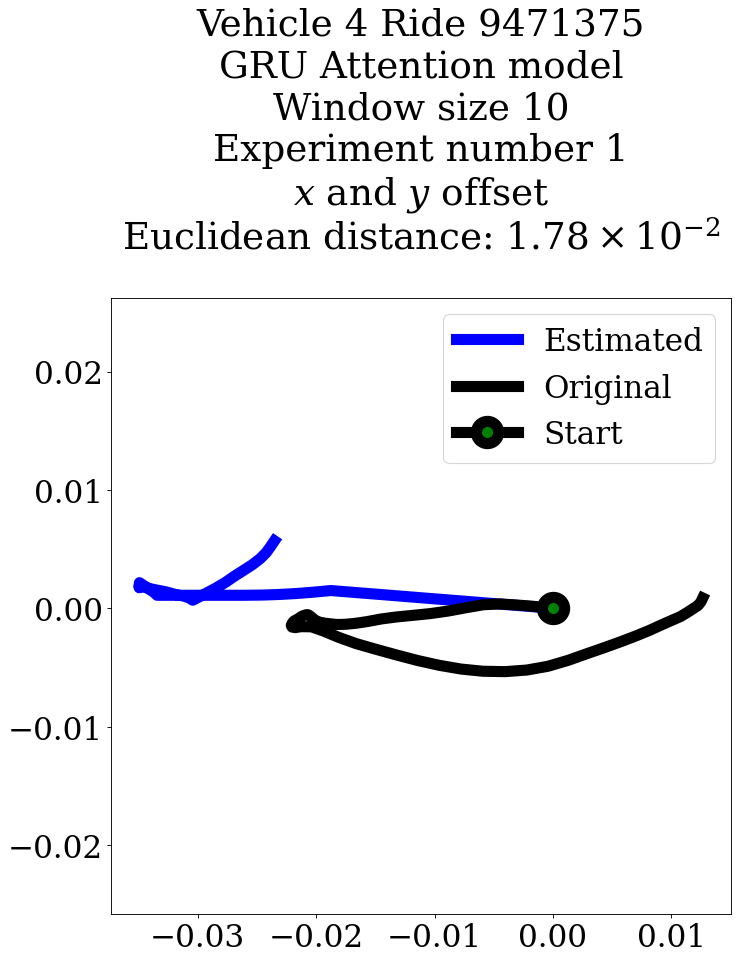 Vehicle 4 Ride 9471375
GRU Attention model
Window size 10
Experiment number 1
x and y offset
Euclidean distance: 1.78 × 10⁻²
Estimated
Original
Start
0.02
0.01
0.00
−0.01
−0.02
−0.03 −0.02 −0.01 0.00 0.01